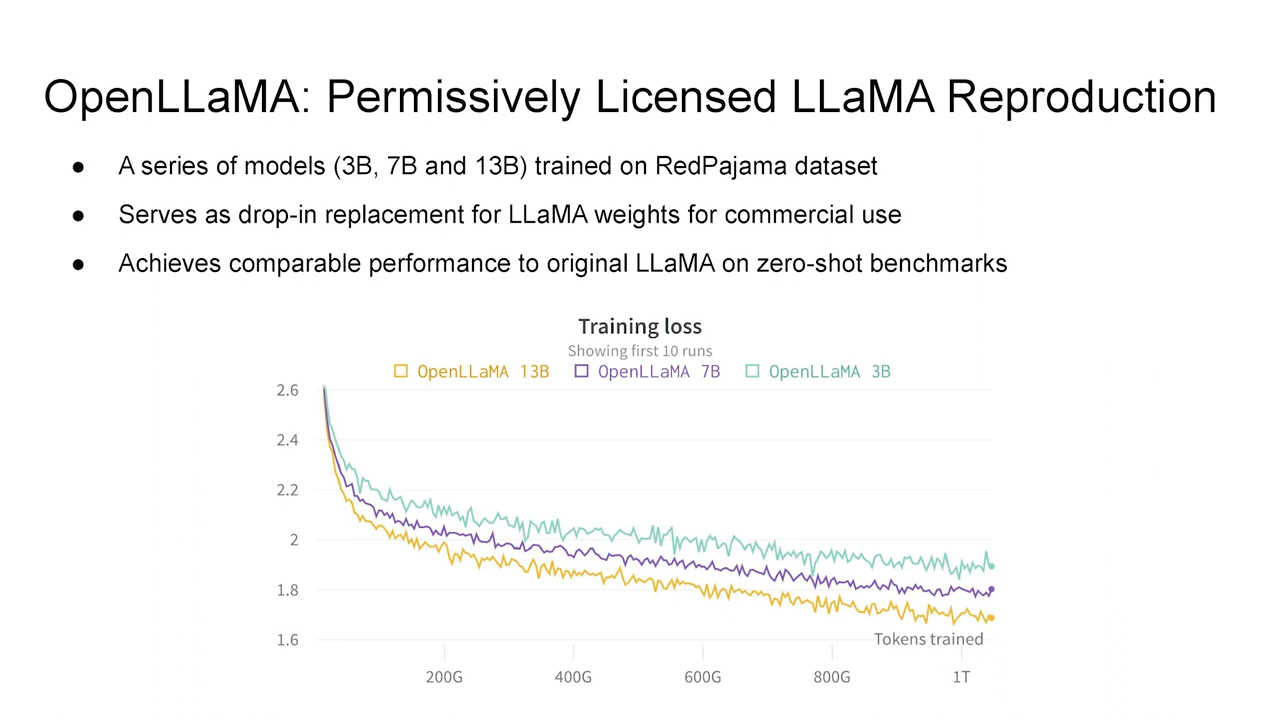 OpenLLaMA: Permissively Licensed LLaMA Reproduction
● A series of models (3B, 7B and 13B) trained on RedPajama dataset
● Serves as drop-in replacement for LLaMA weights for commercial use
● Achieves comparable performance to original LLaMA on zero-shot benchmarks
Training loss
Showing first 10 runs
OpenLLaMA 13B OpenLLaMA 7B OpenLLaMA 3B
2.6
2.4
2.2
2
1.8
1.6
Tokens trained
200G 400G 600G 800G 1T